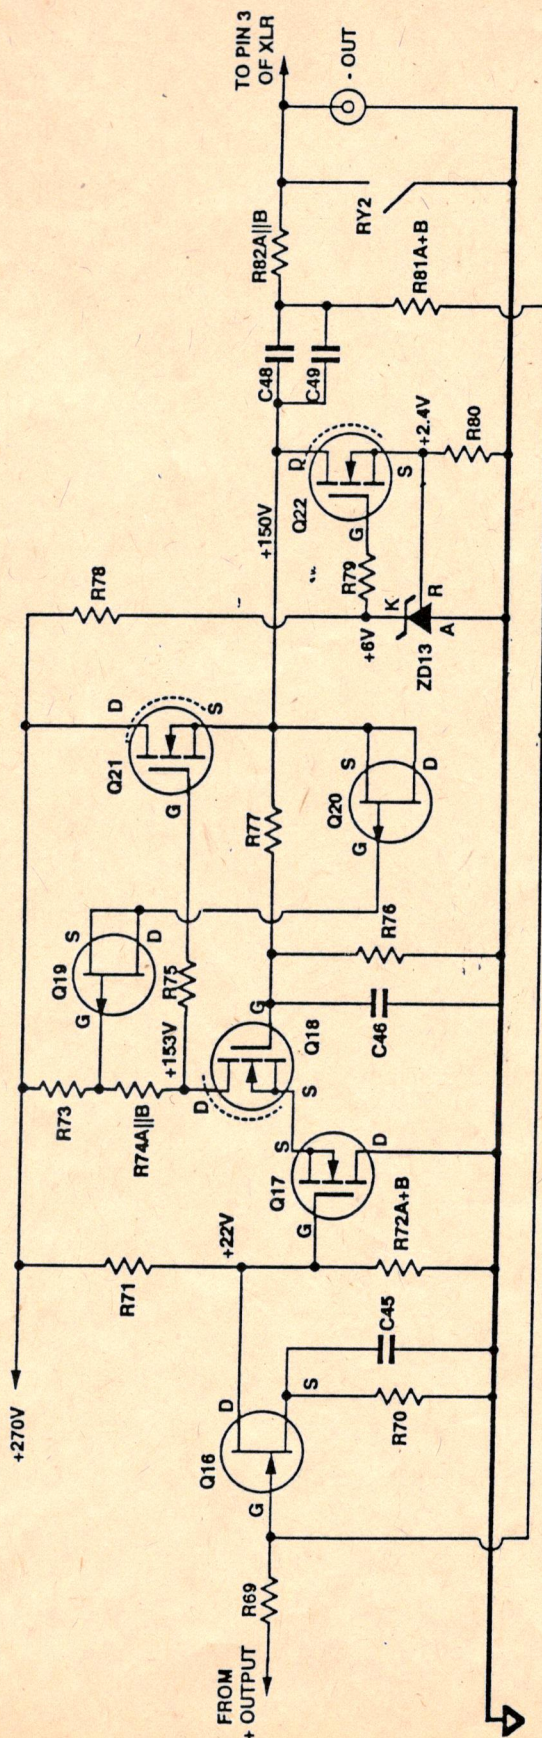 TO PIN 3
OF XLR
- OUT
RY2
R82A||B
R81A+B
C48
C49
D
+2.4V
R80
S
Q22
G
+150V
R79
K
R
R78
+6V
A
ZD13
D
S
Q21
G
S
D
Q20
G
R77
R76
S
D
Q19
G
R75
+153V
G
Q18
C46
D
S
R73
R74A||B
S
D
Q17
G
R72A+B
+22V
R71
C45
D
S
R70
+270V
Q16
G
R69
FROM
+ OUTPUT